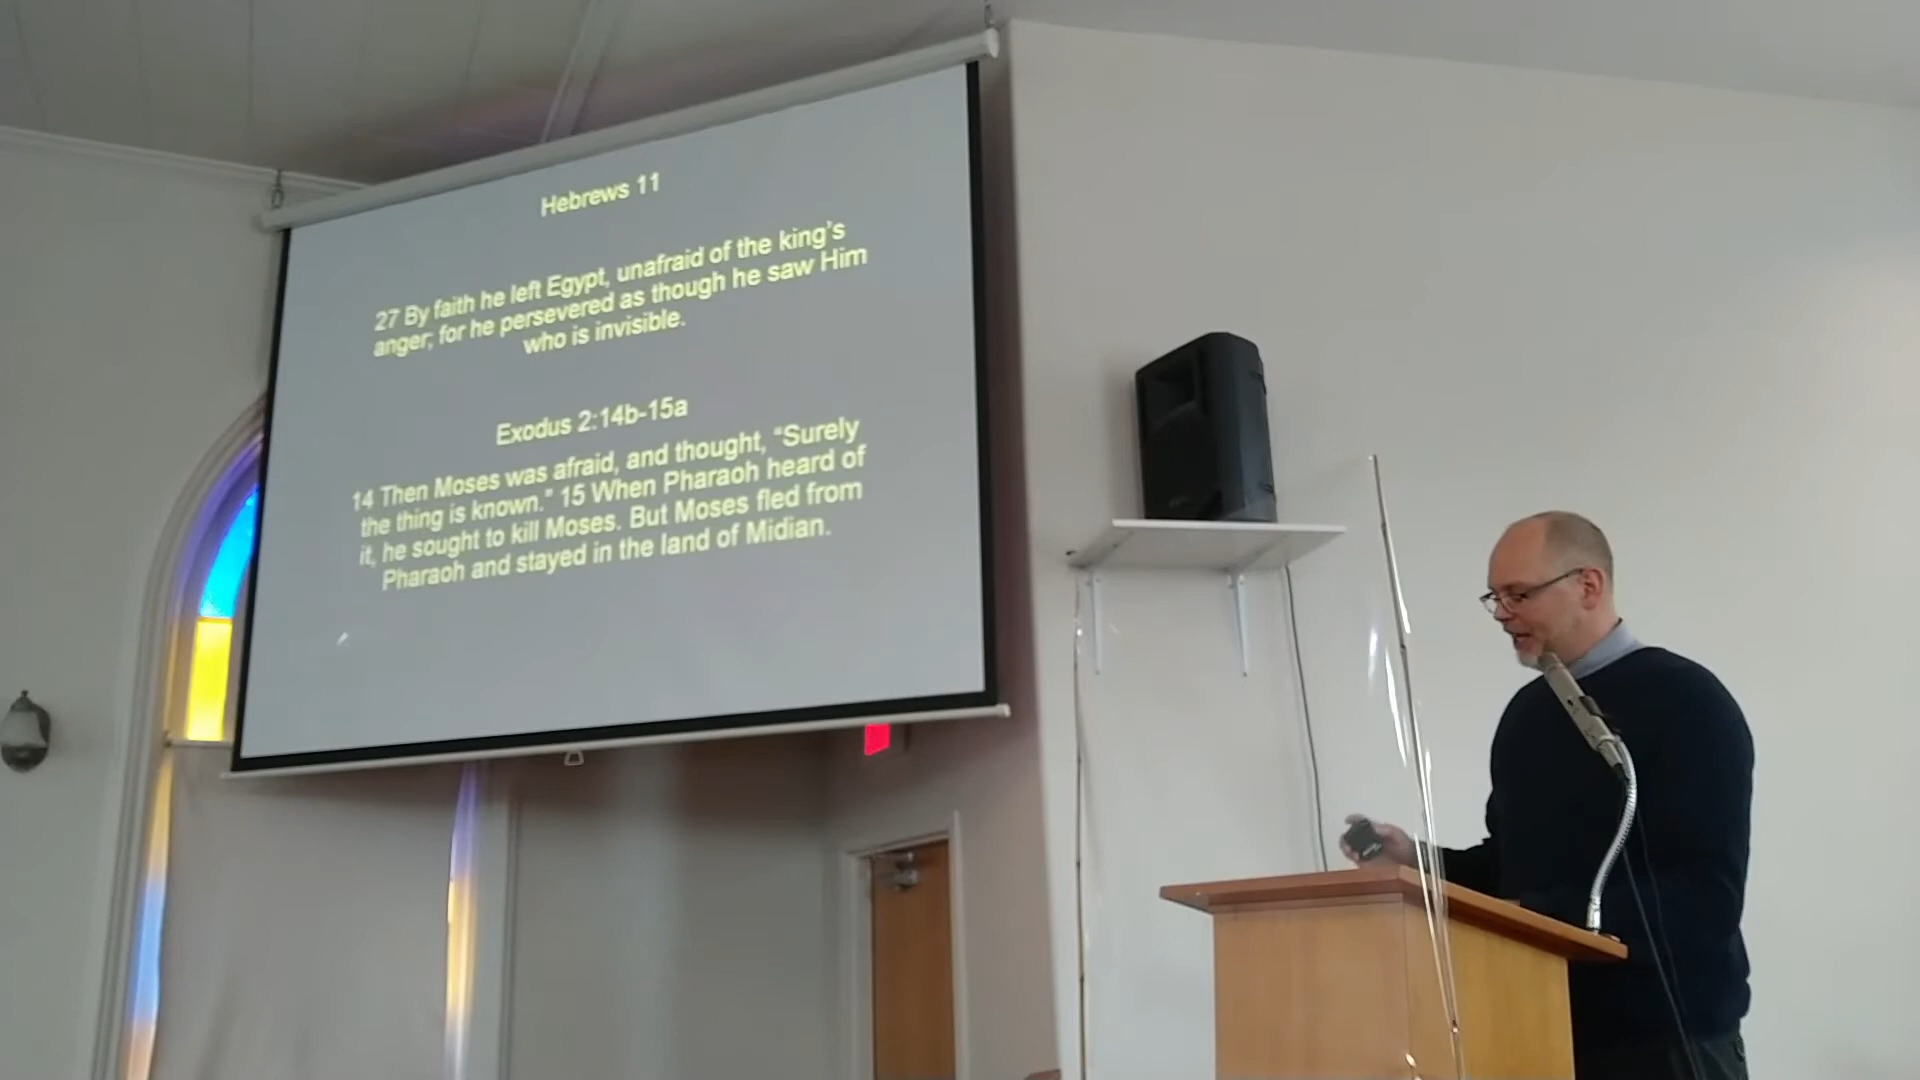 Hebrews 11
27 By faith he left Egypt, unafraid of the king's
anger; for he persevered as though he saw Him
who is invisible.
Exodus 2:14b-15a
14 Then Moses was afraid, and thought, “Surely
the thing is known.” 15 When Pharaoh heard of
it, he sought to kill Moses. But Moses fled from
Pharaoh and stayed in the land of Midian.